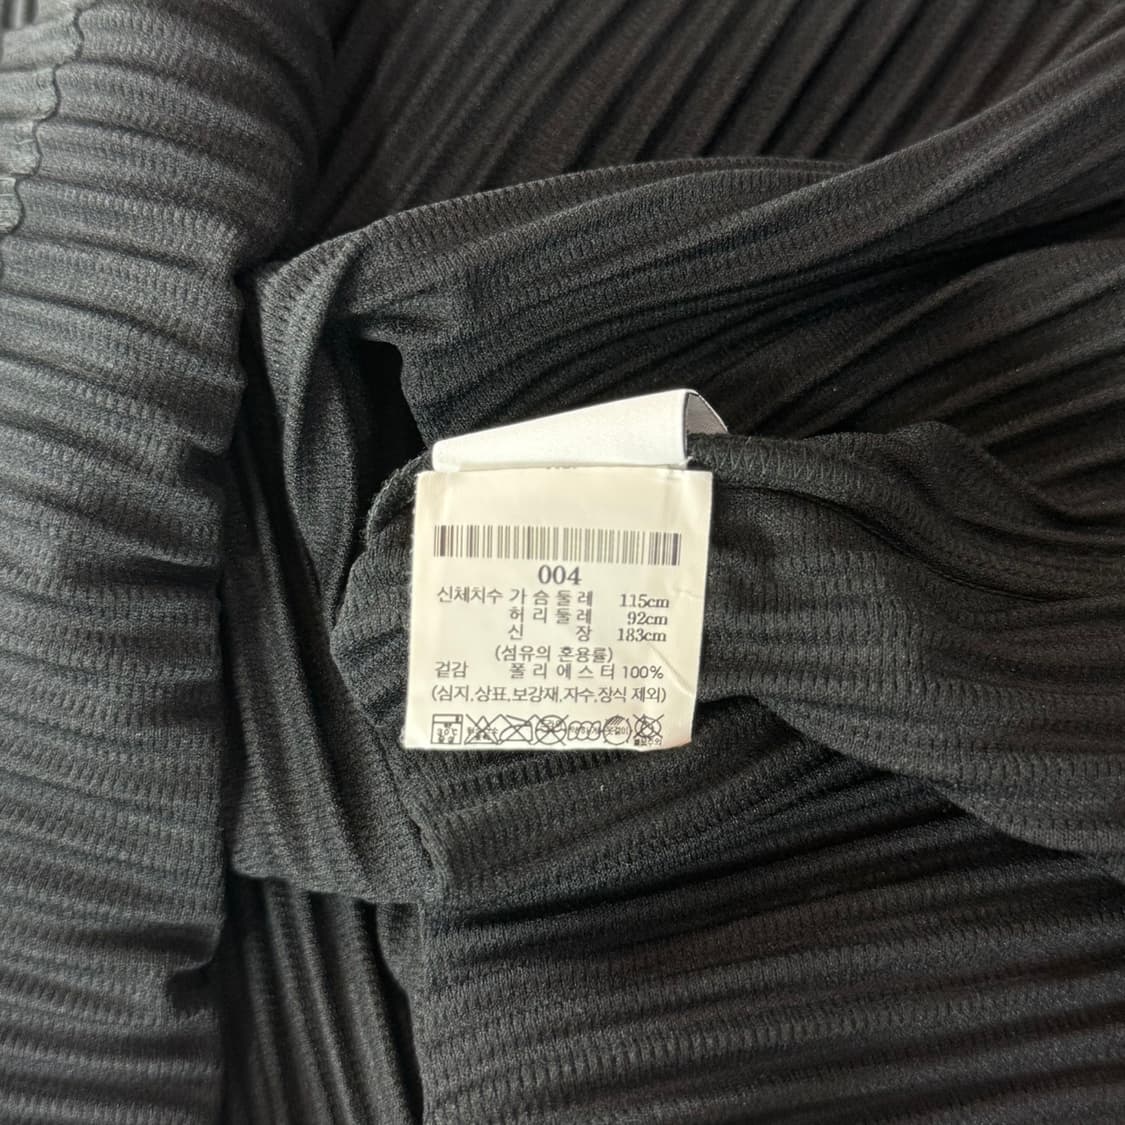 004
신체치수 가 슴 둘 레 115cm
허 리 둘 레 92cm
신 장 183cm
(섬유의 혼용률)
겉감 폴 리 에 스 터 100%
(심지,상표,보강재,자수,장식 제외)